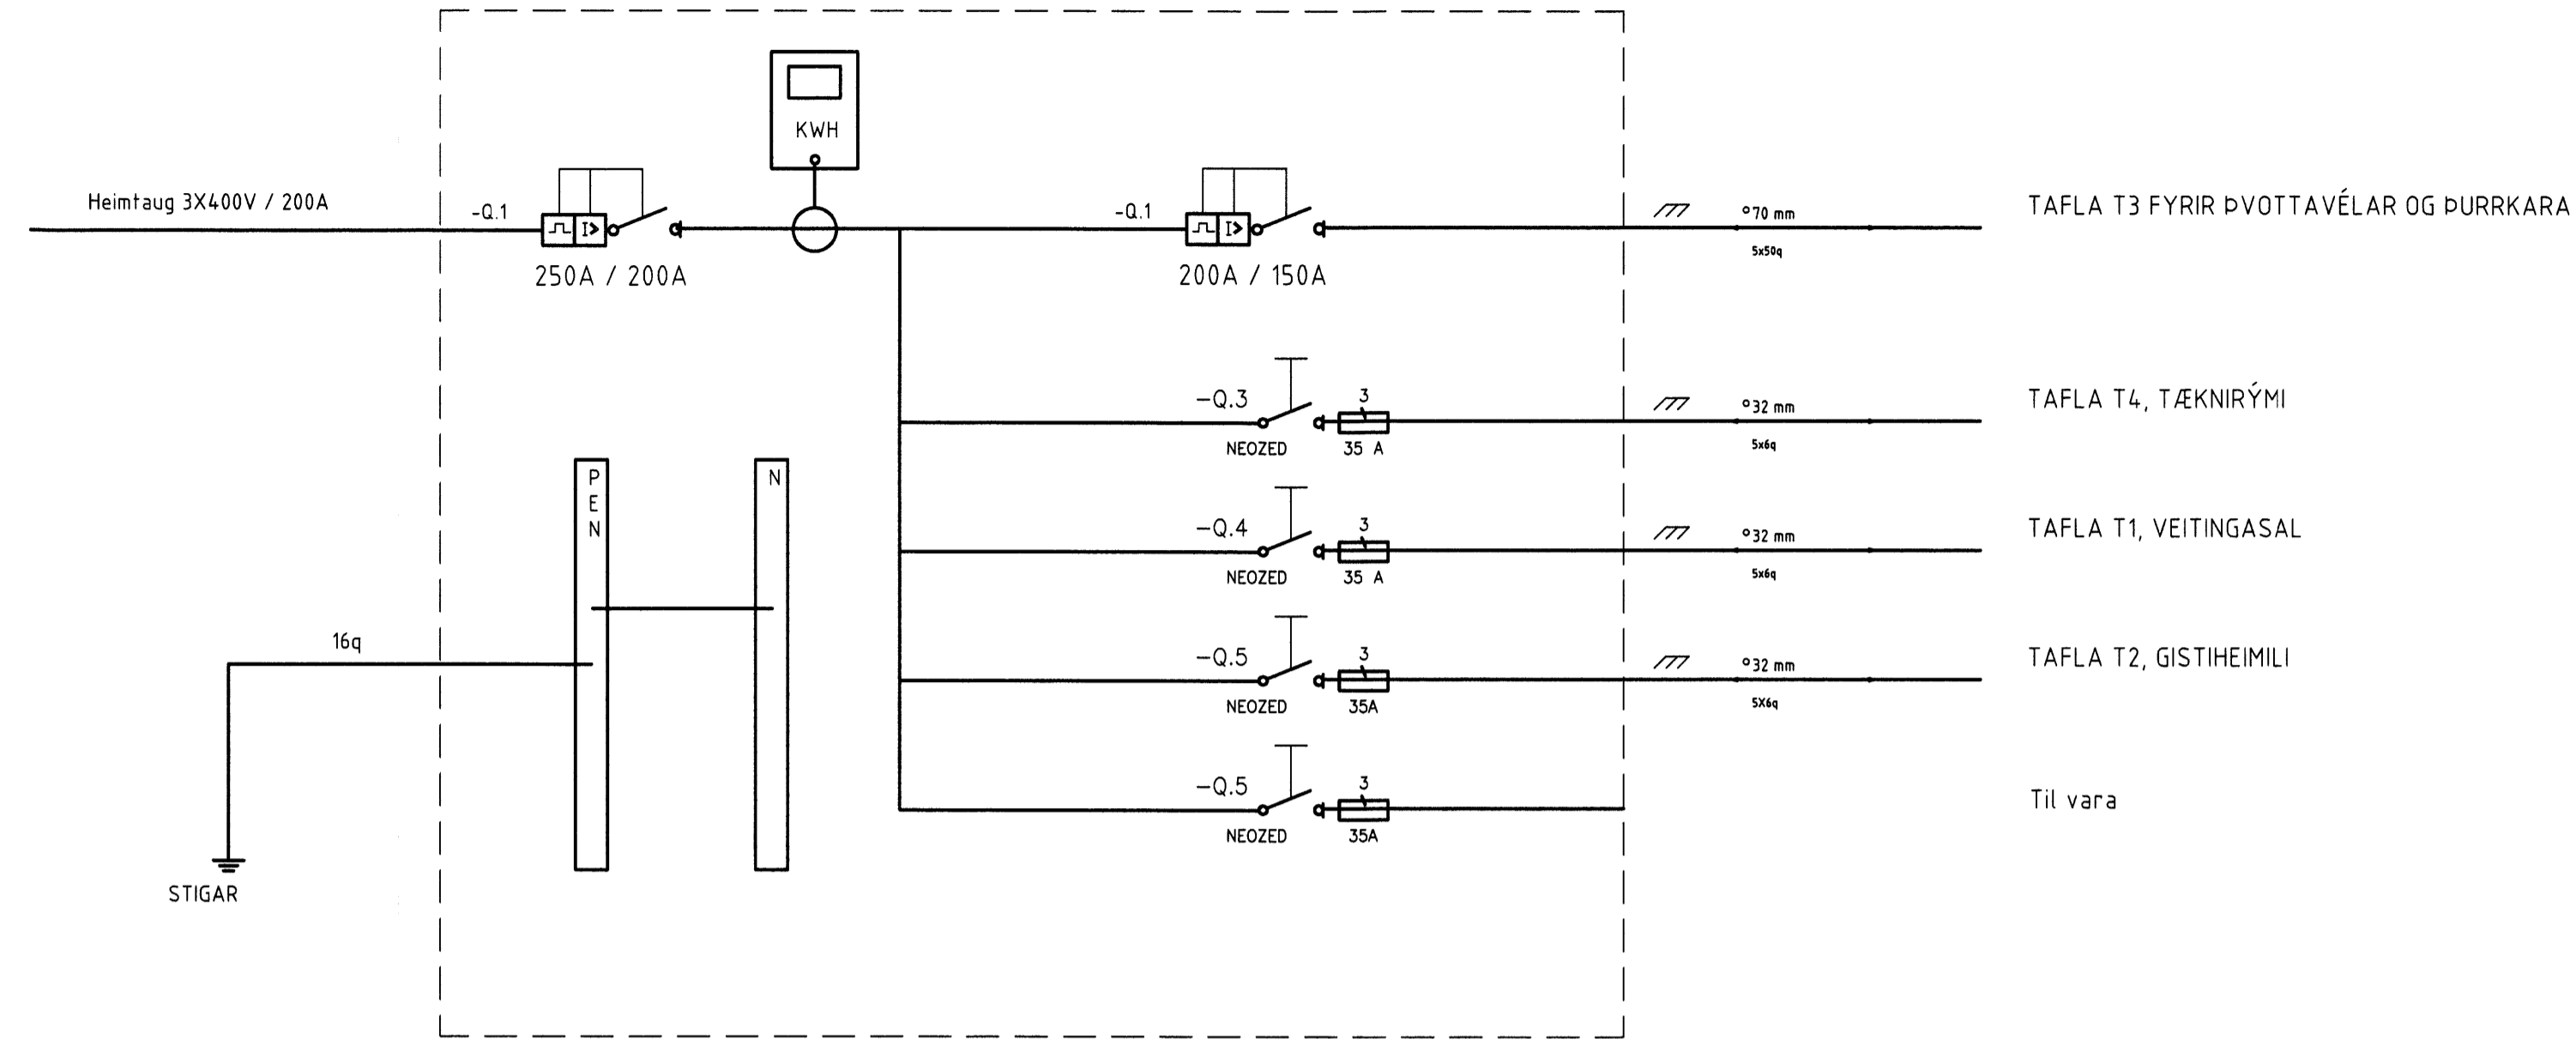 KWH
Heimtaug 3X400V / 200A
-Q.1
I>
250A / 200A
-Q.1
I>
200A / 150A
70 mm
5x50q
TAFLA T3 FYRIR ÞVOTTAVÉLAR OG ÞURRKARA
-Q.3
NEOZED
3
35 A
32 mm
5x6q
TAFLA T4, TÆKNIRÝMI
-Q.4
NEOZED
3
35 A
32 mm
5x6q
TAFLA T1, VEITINGASAL
-Q.5
NEOZED
3
35A
32 mm
5X6q
TAFLA T2, GISTIHEIMILI
-Q.5
NEOZED
3
35A
Til vara
PEN
N
16q
STIGAR